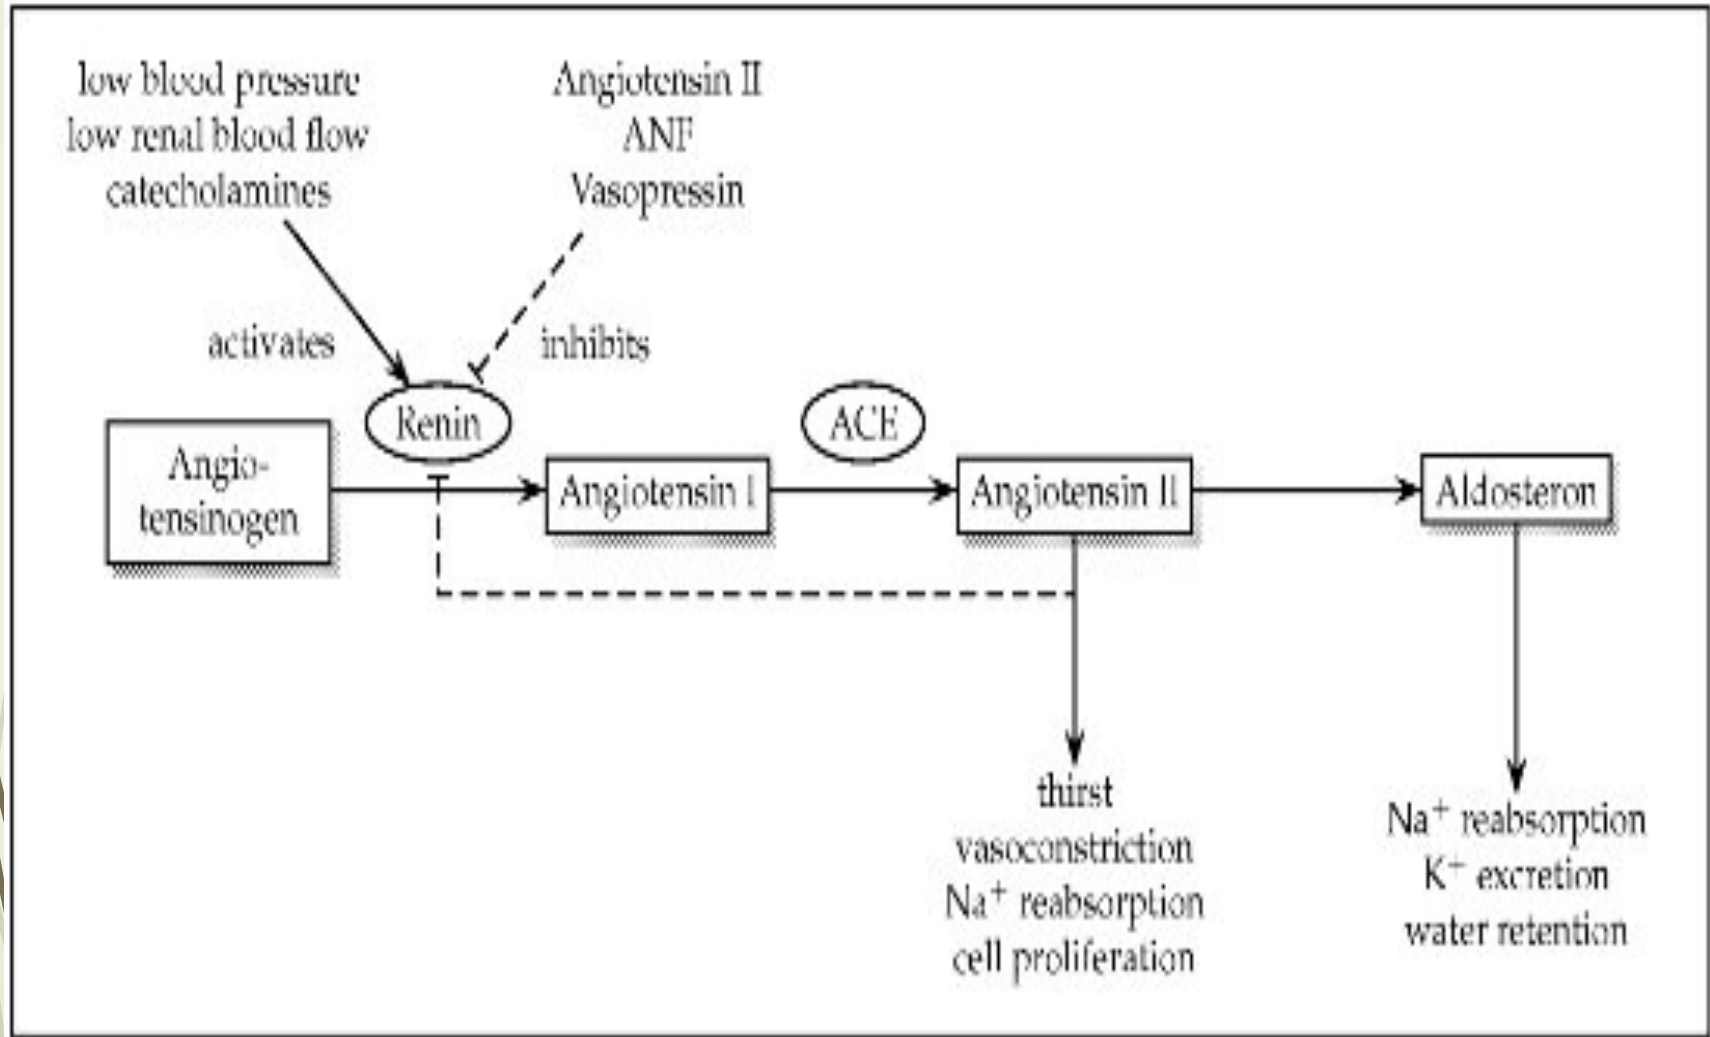 low blood pressure
low renal blood flow
catecholamines
Angiotensin II
ANF
Vasopressin
activates
inhibits
Renin
ACE
Angio-
tensinogen
Angiotensin I
Angiotensin II
Aldosteron
thirst
vasoconstriction
Na⁺ reabsorption
cell proliferation
Na⁺ reabsorption
K⁺ excretion
water retention